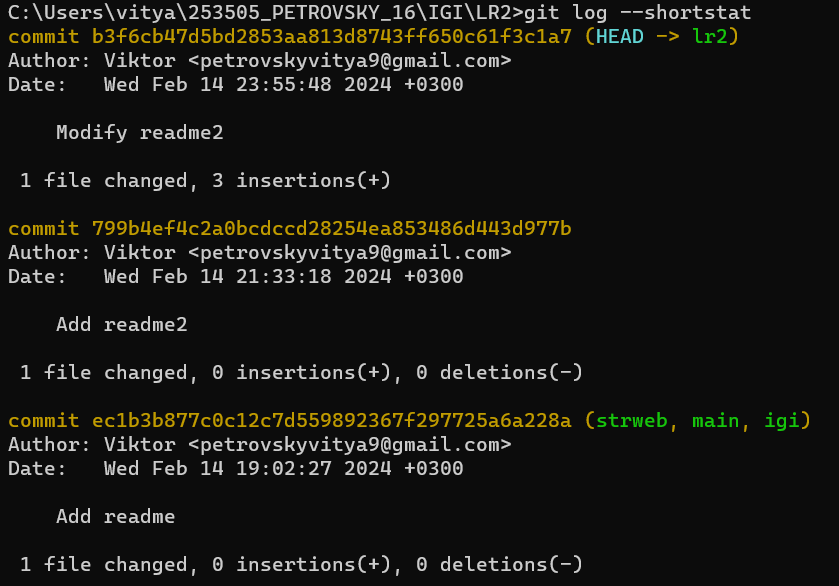 C:\Users\vitya\253505_PETROVSKY_16\IGI\LR2>git log --shortstat
commit b3f6cb47d5bd2853aa813d8743ff650c61f3c1a7 (HEAD -> lr2)
Author: Viktor <petrovskyvitya9@gmail.com>
Date:   Wed Feb 14 23:55:48 2024 +0300
    Modify readme2
 1 file changed, 3 insertions(+)
commit 799b4ef4c2a0bcdccd28254ea853486d443d977b
Author: Viktor <petrovskyvitya9@gmail.com>
Date:   Wed Feb 14 21:33:18 2024 +0300
    Add readme2
 1 file changed, 0 insertions(+), 0 deletions(-)
commit ec1b3b877c0c12c7d559892367f297725a6a228a (strweb, main, igi)
Author: Viktor <petrovskyvitya9@gmail.com>
Date:   Wed Feb 14 19:02:27 2024 +0300
    Add readme
 1 file changed, 0 insertions(+), 0 deletions(-)